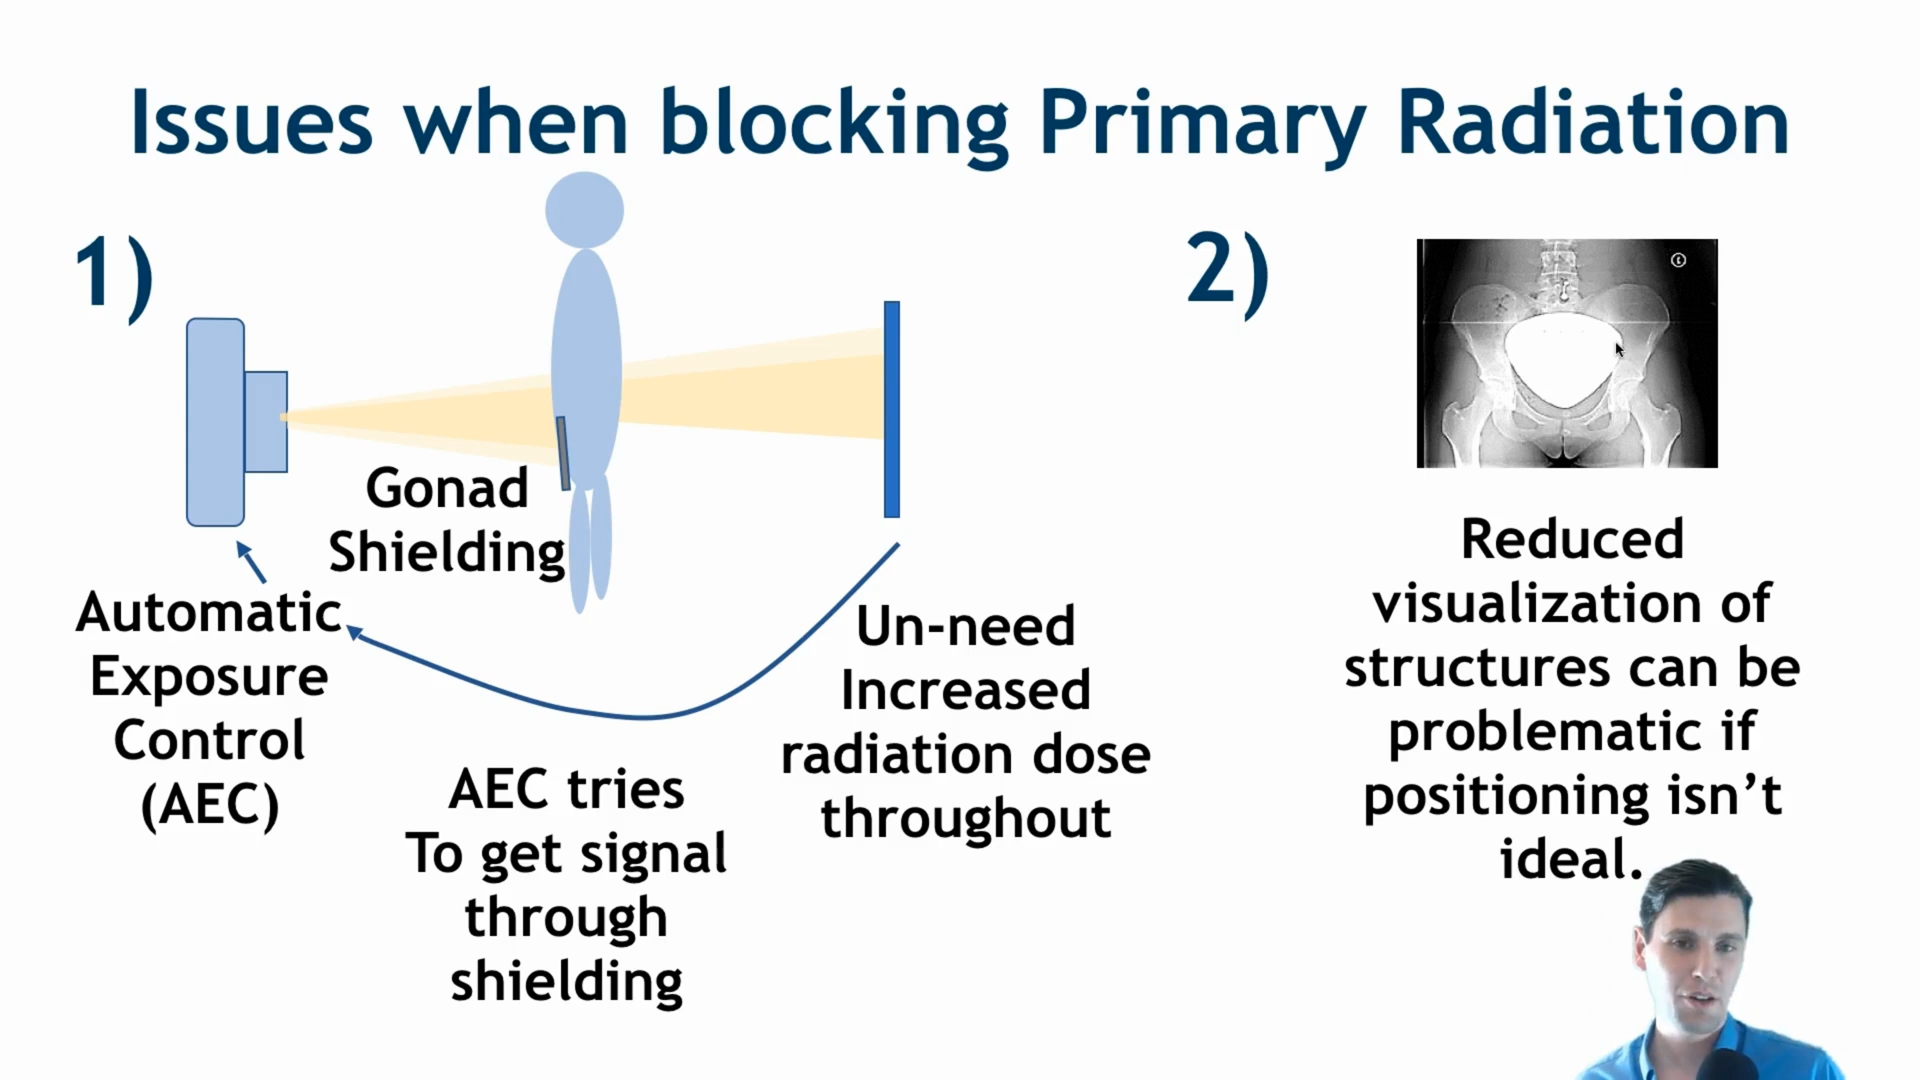 Issues when blocking Primary Radiation
1)
Gonad
Shielding
Automatic
Exposure
Control
(AEC)
AEC tries
To get signal
through
shielding
Un-need
Increased
radiation dose
throughout
2)
Reduced
visualization of
structures can be
problematic if
positioning isn’t
ideal.